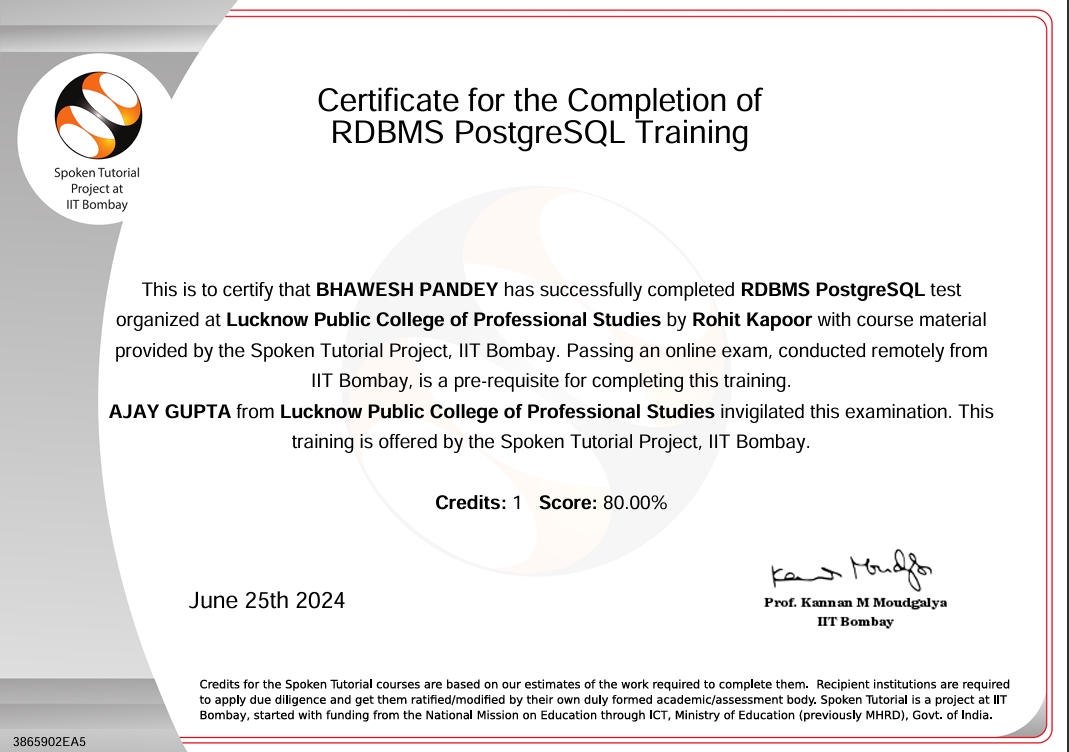 Spoken Tutorial
Project at
IIT Bombay
Certificate for the Completion of
RDBMS PostgreSQL Training
This is to certify that BHAWESH PANDEY has successfully completed RDBMS PostgreSQL test
organized at Lucknow Public College of Professional Studies by Rohit Kapoor with course material
provided by the Spoken Tutorial Project, IIT Bombay. Passing an online exam, conducted remotely from
IIT Bombay, is a pre-requisite for completing this training.
AJAY GUPTA from Lucknow Public College of Professional Studies invigilated this examination. This
training is offered by the Spoken Tutorial Project, IIT Bombay.
Credits: 1 Score: 80.00%
June 25th 2024
Prof. Kannan M Moudgalya
IIT Bombay
Credits for the Spoken Tutorial courses are based on our estimates of the work required to complete them. Recipient institutions are required
to apply due diligence and get them ratified/modified by their own duly formed academic/assessment body. Spoken Tutorial is a project at IIT
Bombay, started with funding from the National Mission on Education through ICT, Ministry of Education (previously MHRD), Govt. of India.
3865902EA5